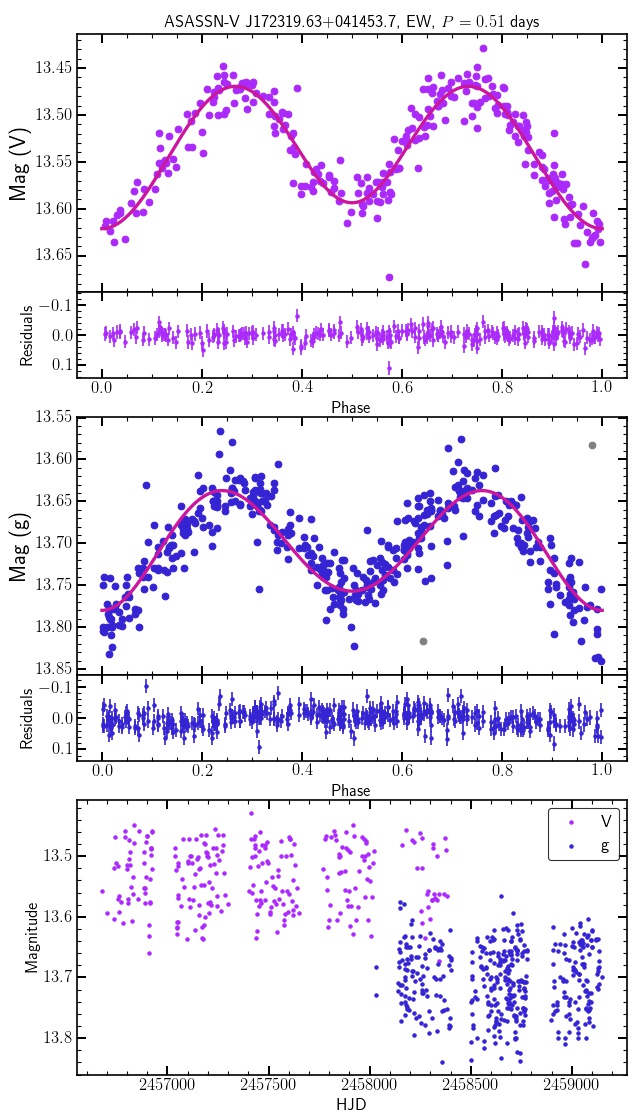 ASASSN-V J172319.63+041453.7, EW, P = 0.51 days
13.45
13.50
13.55
13.60
13.65
Mag (V)
−0.1
0.0
0.1
Residuals
0.0 0.2 0.4 0.6 0.8 1.0
Phase
13.55
13.60
13.65
13.70
13.75
13.80
13.85
Mag (g)
−0.1
0.0
0.1
Residuals
0.0 0.2 0.4 0.6 0.8 1.0
Phase
V
g
13.5
13.6
13.7
13.8
Magnitude
2457000 2457500 2458000 2458500 2459000
HJD